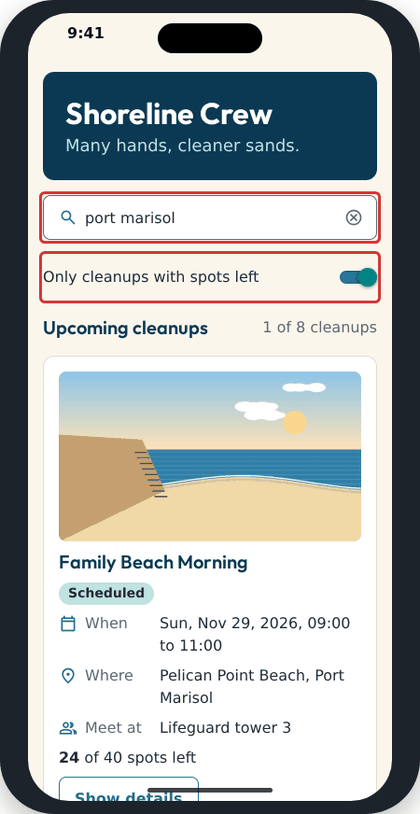 9:41
Shoreline Crew
Many hands, cleaner sands.
port marisol
Only cleanups with spots left
Upcoming cleanups
1 of 8 cleanups
Family Beach Morning
Scheduled
When
Sun, Nov 29, 2026, 09:00
to 11:00
Where
Pelican Point Beach, Port
Marisol
Meet at
Lifeguard tower 3
24 of 40 spots left
Show details